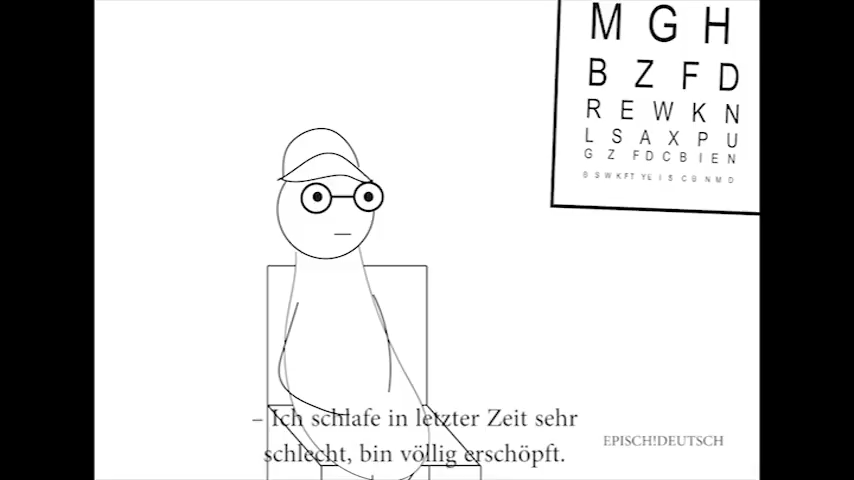 M G H
B Z F D
R E W K N
L S A X P U
G Z F D C B I E N
B S W K F T Y E I S C B N M D
– Ich schlafe in letzter Zeit sehr
schlecht, bin völlig erschöpft.
EPISCH!DEUTSCH